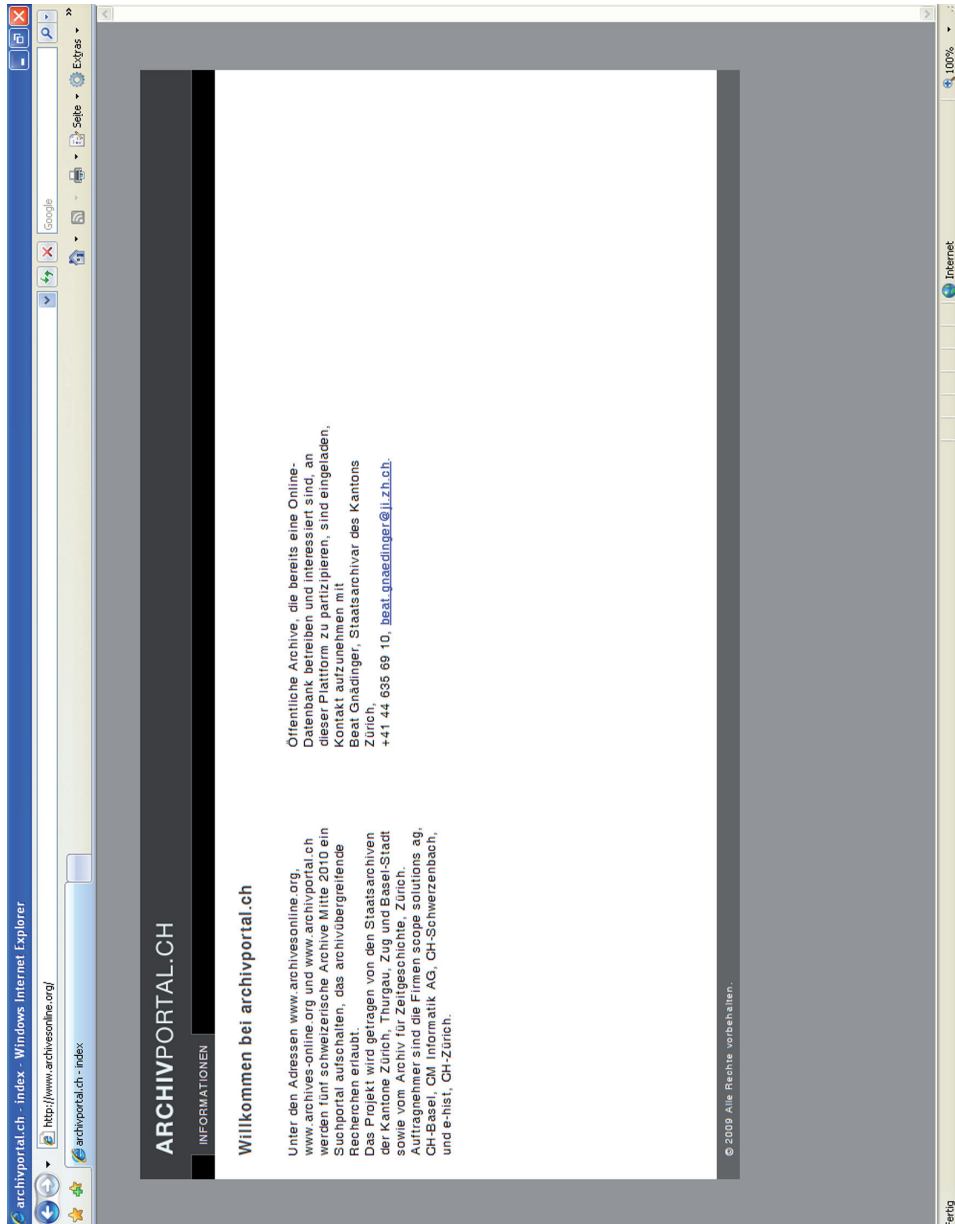 archivportal.ch - index - Windows Internet Explorer
http://www.archivesonline.org/
Google
archivportal.ch - index
Seite
Extras
»
ARCHIVPORTAL.CH
INFORMATIONEN
Willkommen bei archivportal.ch
Unter den Adressen www.archivesonline.org,
www.archives-online.org und www.archivportal.ch
werden fünf schweizerische Archive Mitte 2010 ein
Suchportal aufschalten, das archivübergreifende
Recherchen erlaubt.
Das Projekt wird getragen von den Staatsarchiven
der Kantone Zürich, Thurgau, Zug und Basel-Stadt
sowie vom Archiv für Zeitgeschichte, Zürich.
Auftragnehmer sind die Firmen scope solutions ag,
CH-Basel, CM Informatik AG, CH-Schwerzenbach,
und e-hist, CH-Zürich.
Öffentliche Archive, die bereits eine Online-
Datenbank betreiben und interessiert sind, an
dieser Plattform zu partizipieren, sind eingeladen,
Kontakt aufzunehmen mit
Beat Gnädinger, Staatsarchivar des Kantons
Zürich,
+41 44 635 69 10, beat.gnaedinger@ji.zh.ch.
© 2009 Alle Rechte vorbehalten.
Fertig
Internet
100%